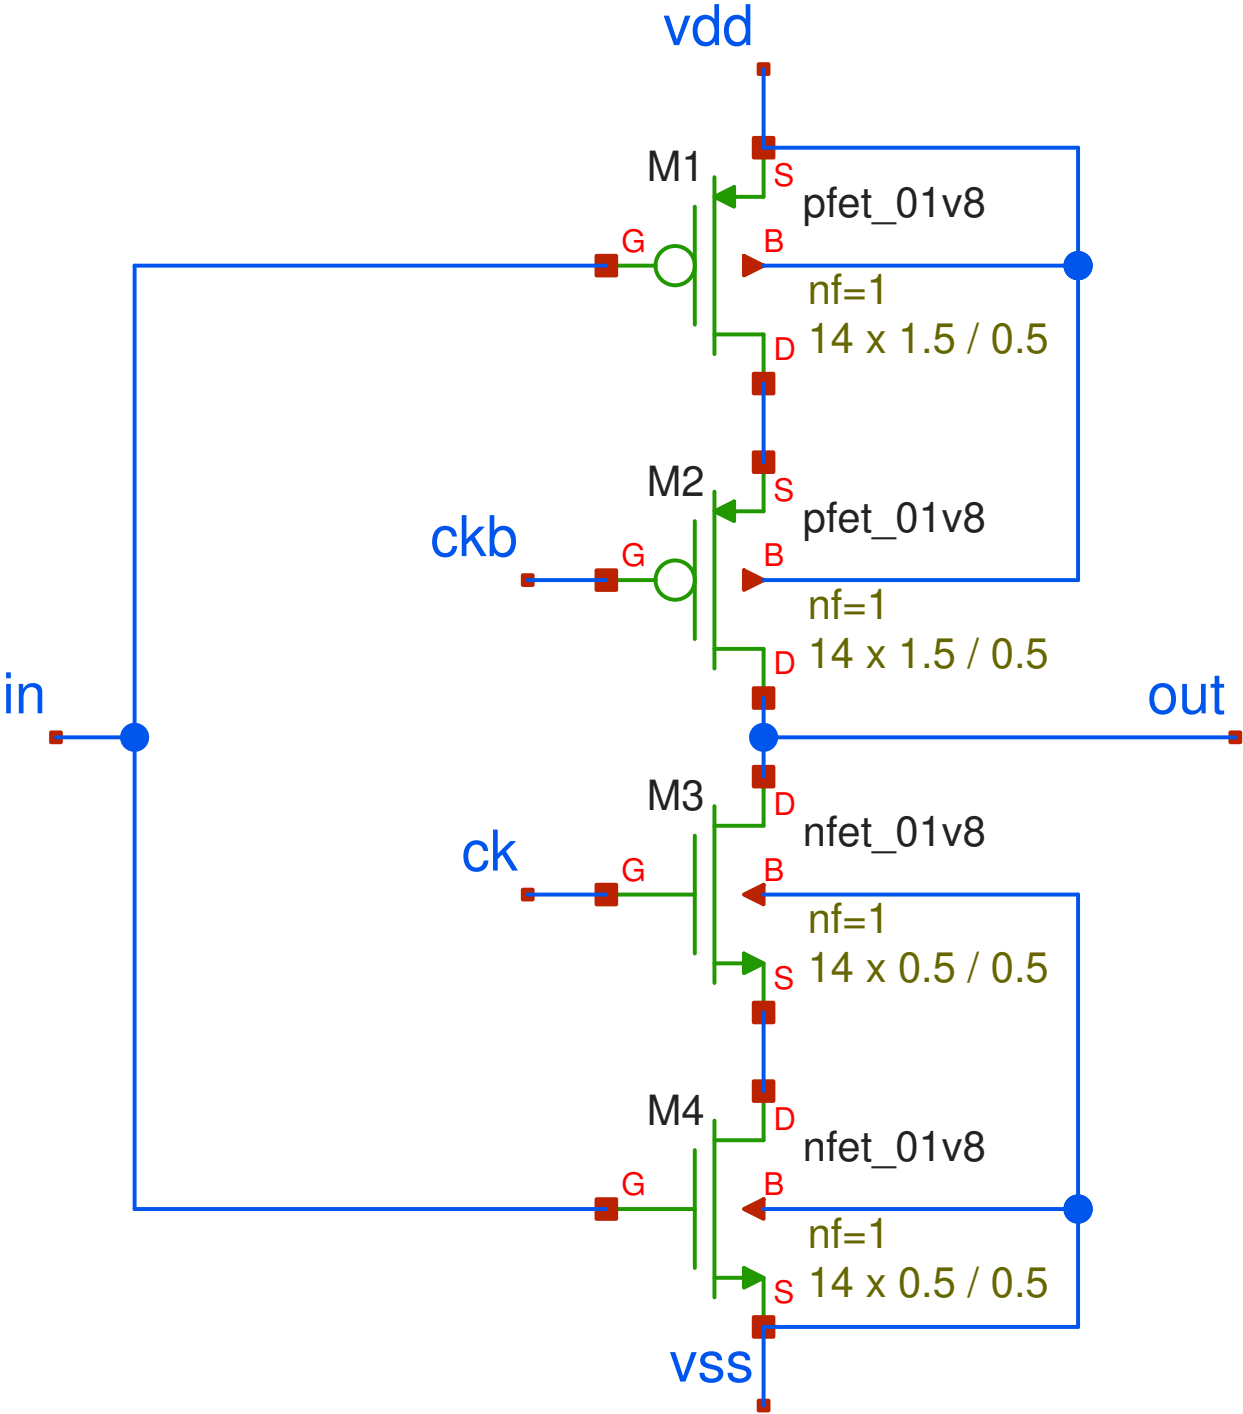 vdd
M1
S
pfet_01v8
G
B
nf=1
14 x 1.5 / 0.5
D
M2
S
pfet_01v8
ckb
G
B
nf=1
14 x 1.5 / 0.5
D
in
out
M3
D
nfet_01v8
ck
G
B
nf=1
14 x 0.5 / 0.5
S
M4
D
nfet_01v8
G
B
nf=1
14 x 0.5 / 0.5
S
vss